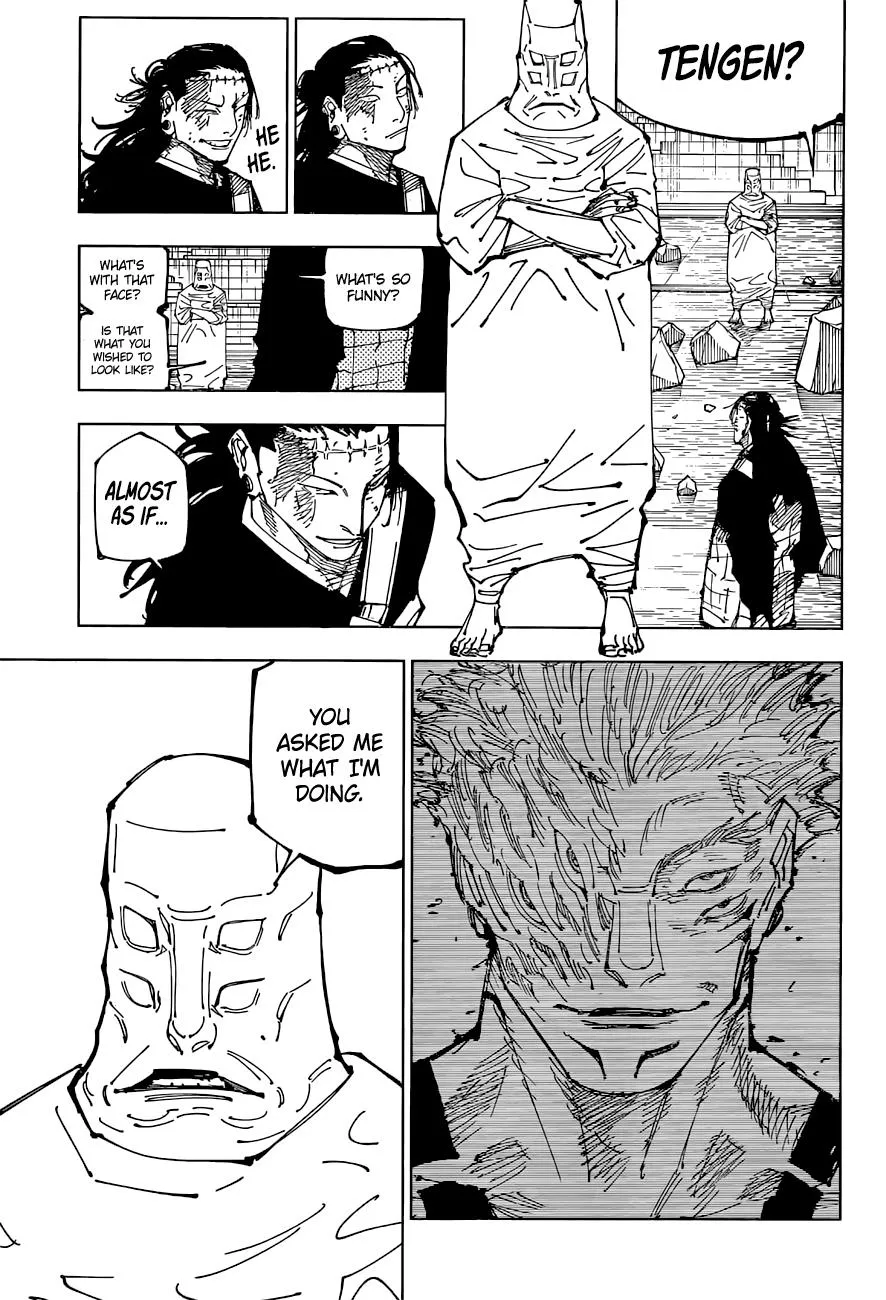 TENGEN?
HE
HE.
WHAT'S SO
FUNNY?
WHAT'S
WITH THAT
FACE?
IS THAT
WHAT YOU
WISHED TO
LOOK LIKE?
ALMOST
AS IF...
YOU
ASKED ME
WHAT I'M
DOING.